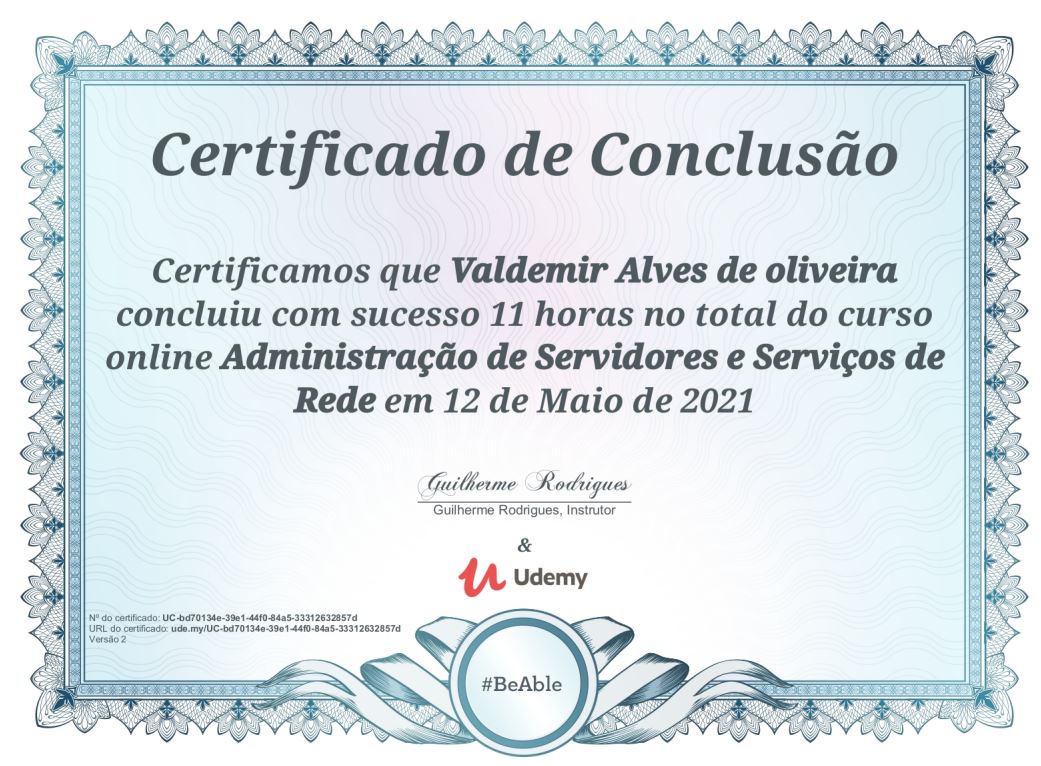 Certificado de Conclusão
Certificamos que Valdemir Alves de oliveira
concluiu com sucesso 11 horas no total do curso
online Administração de Servidores e Serviços de
Rede em 12 de Maio de 2021
Guilherme Rodrigues
Guilherme Rodrigues, Instrutor
&
Udemy
Nº do certificado: UC-bd70134e-39e1-44f0-84a5-33312632857d
URL do certificado: ude.my/UC-bd70134e-39e1-44f0-84a5-33312632857d
Versão 2
#BeAble